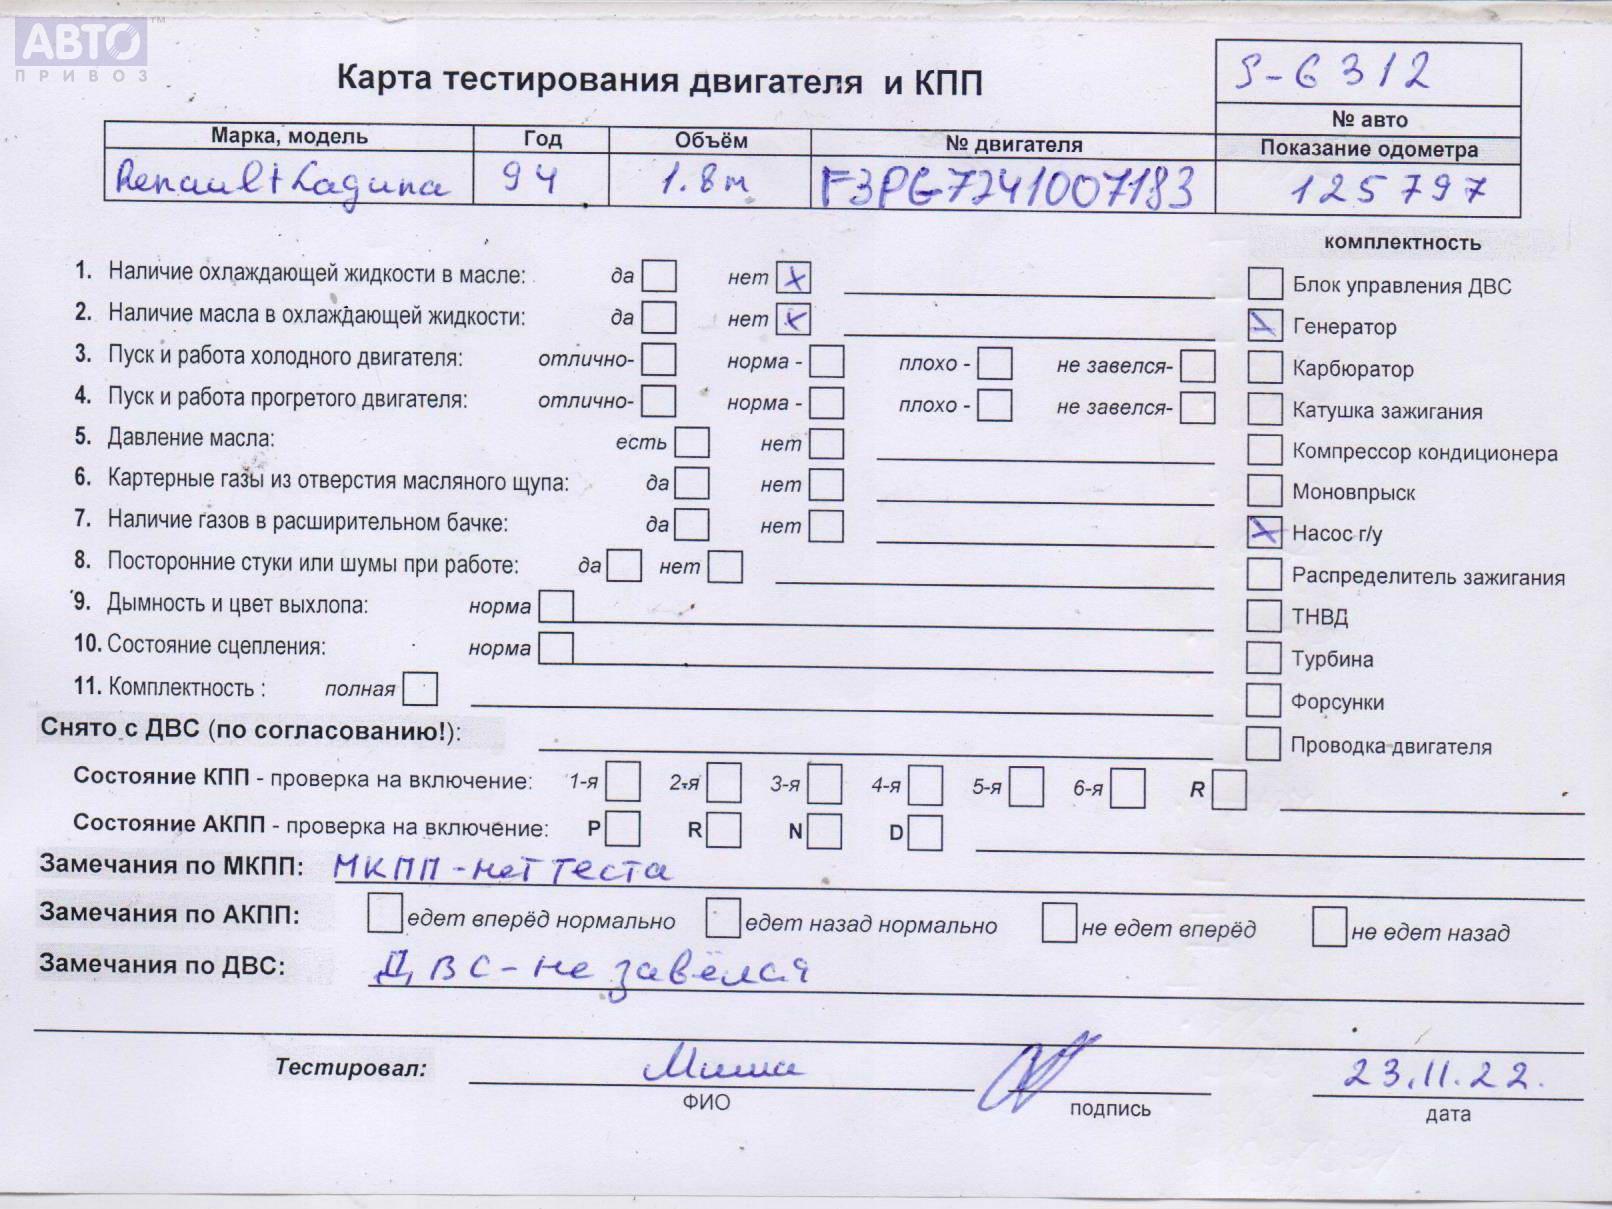 АВТО™
ПРИВОЗ
Карта тестирования двигателя и КПП
S-6312
№ авто
Марка, модель Год Объём № двигателя Показание одометра
Renault Laguna 94 1.8м F3PG7241007183 125797
комплектность
1. Наличие охлаждающей жидкости в масле: да нет x
Блок управления ДВС
2. Наличие масла в охлаждающей жидкости: да нет x
Генератор
3. Пуск и работа холодного двигателя: отлично- норма - плохо - не завелся-
Карбюратор
4. Пуск и работа прогретого двигателя: отлично- норма - плохо - не завелся-
Катушка зажигания
5. Давление масла: есть нет
Компрессор кондиционера
6. Картерные газы из отверстия масляного щупа: да нет
Моновпрыск
7. Наличие газов в расширительном бачке: да нет
x Насос г/у
8. Посторонние стуки или шумы при работе: да нет
Распределитель зажигания
9. Дымность и цвет выхлопа: норма
ТНВД
10. Состояние сцепления: норма
Турбина
11. Комплектность : полная
Форсунки
Снято с ДВС (по согласованию!):
Проводка двигателя
Состояние КПП - проверка на включение: 1-я 2-я 3-я 4-я 5-я 6-я R
Состояние АКПП - проверка на включение: P R N D
Замечания по МКПП: МКПП - нет теста
Замечания по АКПП: едет вперёд нормально едет назад нормально не едет вперёд не едет назад
Замечания по ДВС: ДВС - не завёлся
Тестировал: Миша 23.11.22.
ФИО подпись дата